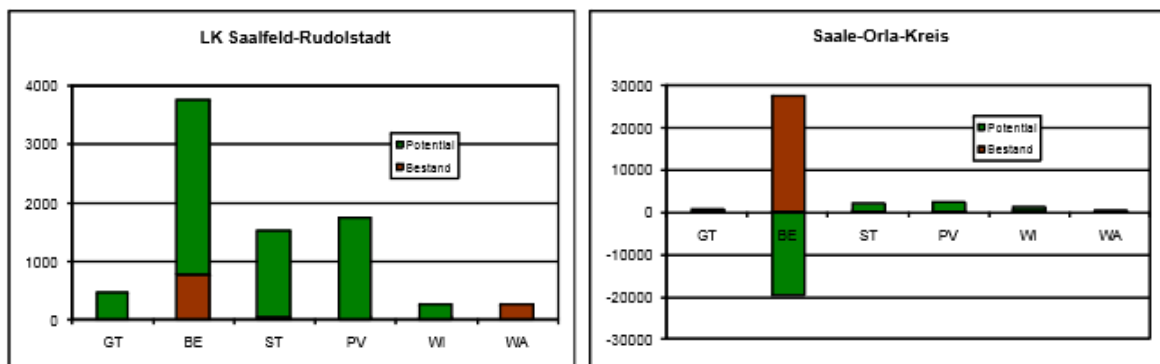 LK Saalfeld-Rudolstadt
4000
3000
2000
1000
0
Potential
Bestand
GT BE ST PV WI WA
Saale-Orla-Kreis
30000
20000
10000
0
-10000
-20000
-30000
Potential
Bestand
GT BE ST PV WI WA